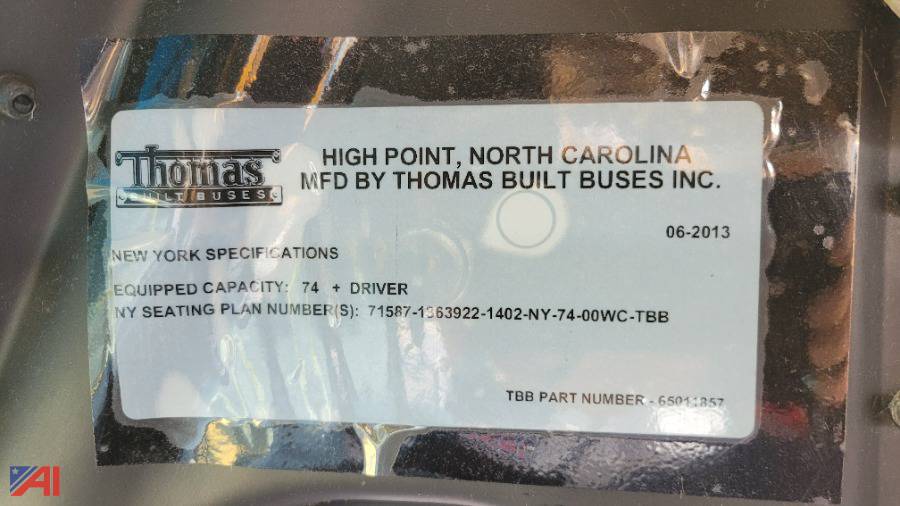 Thomas
BUILT BUSES
HIGH POINT, NORTH CAROLINA
MFD BY THOMAS BUILT BUSES INC.
06-2013
NEW YORK SPECIFICATIONS
EQUIPPED CAPACITY: 74 + DRIVER
NY SEATING PLAN NUMBER(S): 71587-1363922-1402-NY-74-00WC-TBB
TBB PART NUMBER - 65011857
AI